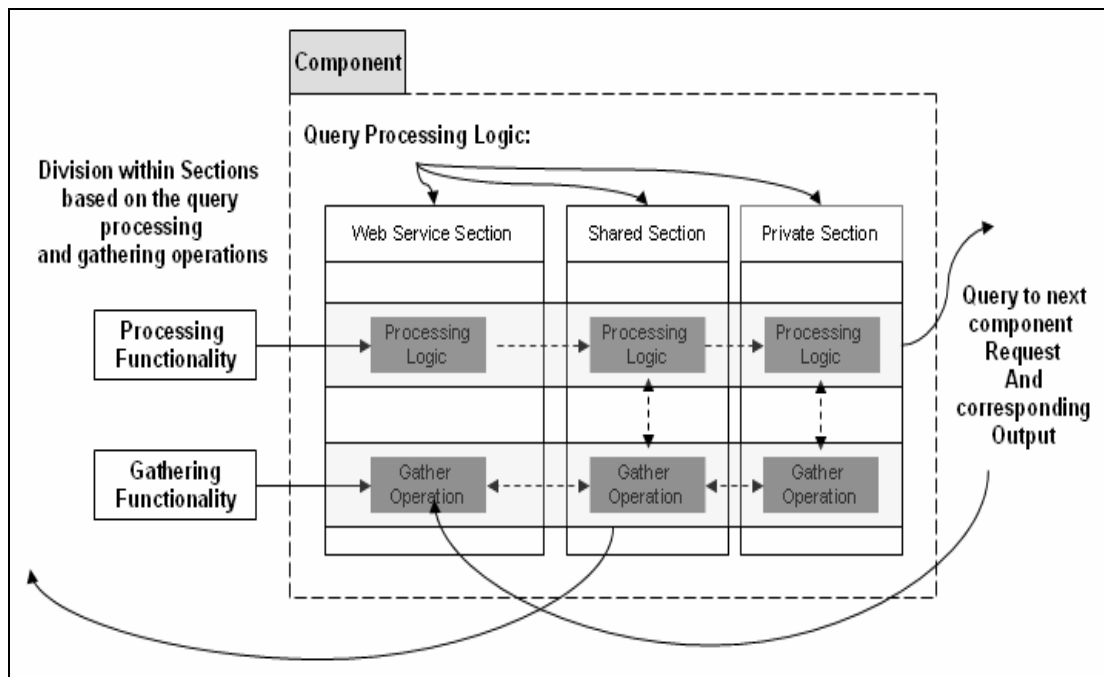 Component
Query Processing Logic:
Division within Sections
based on the query
processing
and gathering operations
Web Service Section
Shared Section
Private Section
Processing
Functionality
Processing
Logic
Processing
Logic
Processing
Logic
Query to next
component
Request
And
corresponding
Output
Gathering
Functionality
Gather
Operation
Gather
Operation
Gather
Operation